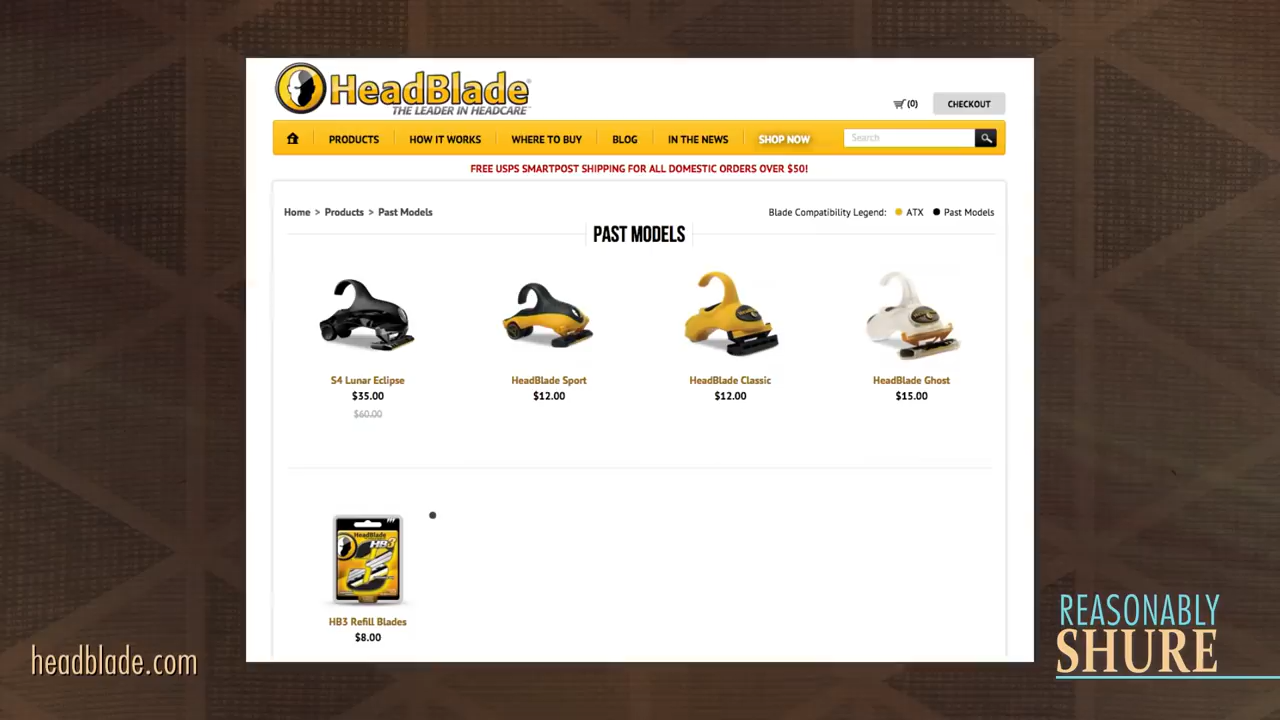 HeadBlade
THE LEADER IN HEADCARE™
(0)
CHECKOUT
PRODUCTS
HOW IT WORKS
WHERE TO BUY
BLOG
IN THE NEWS
SHOP NOW
Search
FREE USPS SMARTPOST SHIPPING FOR ALL DOMESTIC ORDERS OVER $50!
Home > Products > Past Models
Blade Compatibility Legend: ATX Past Models
PAST MODELS
S4 Lunar Eclipse
$35.00
$60.00
HeadBlade Sport
$12.00
HeadBlade Classic
$12.00
HeadBlade Ghost
$15.00
HeadBlade
HB3
HB3 Refill Blades
$8.00
headblade.com
REASONABLY
SHURE